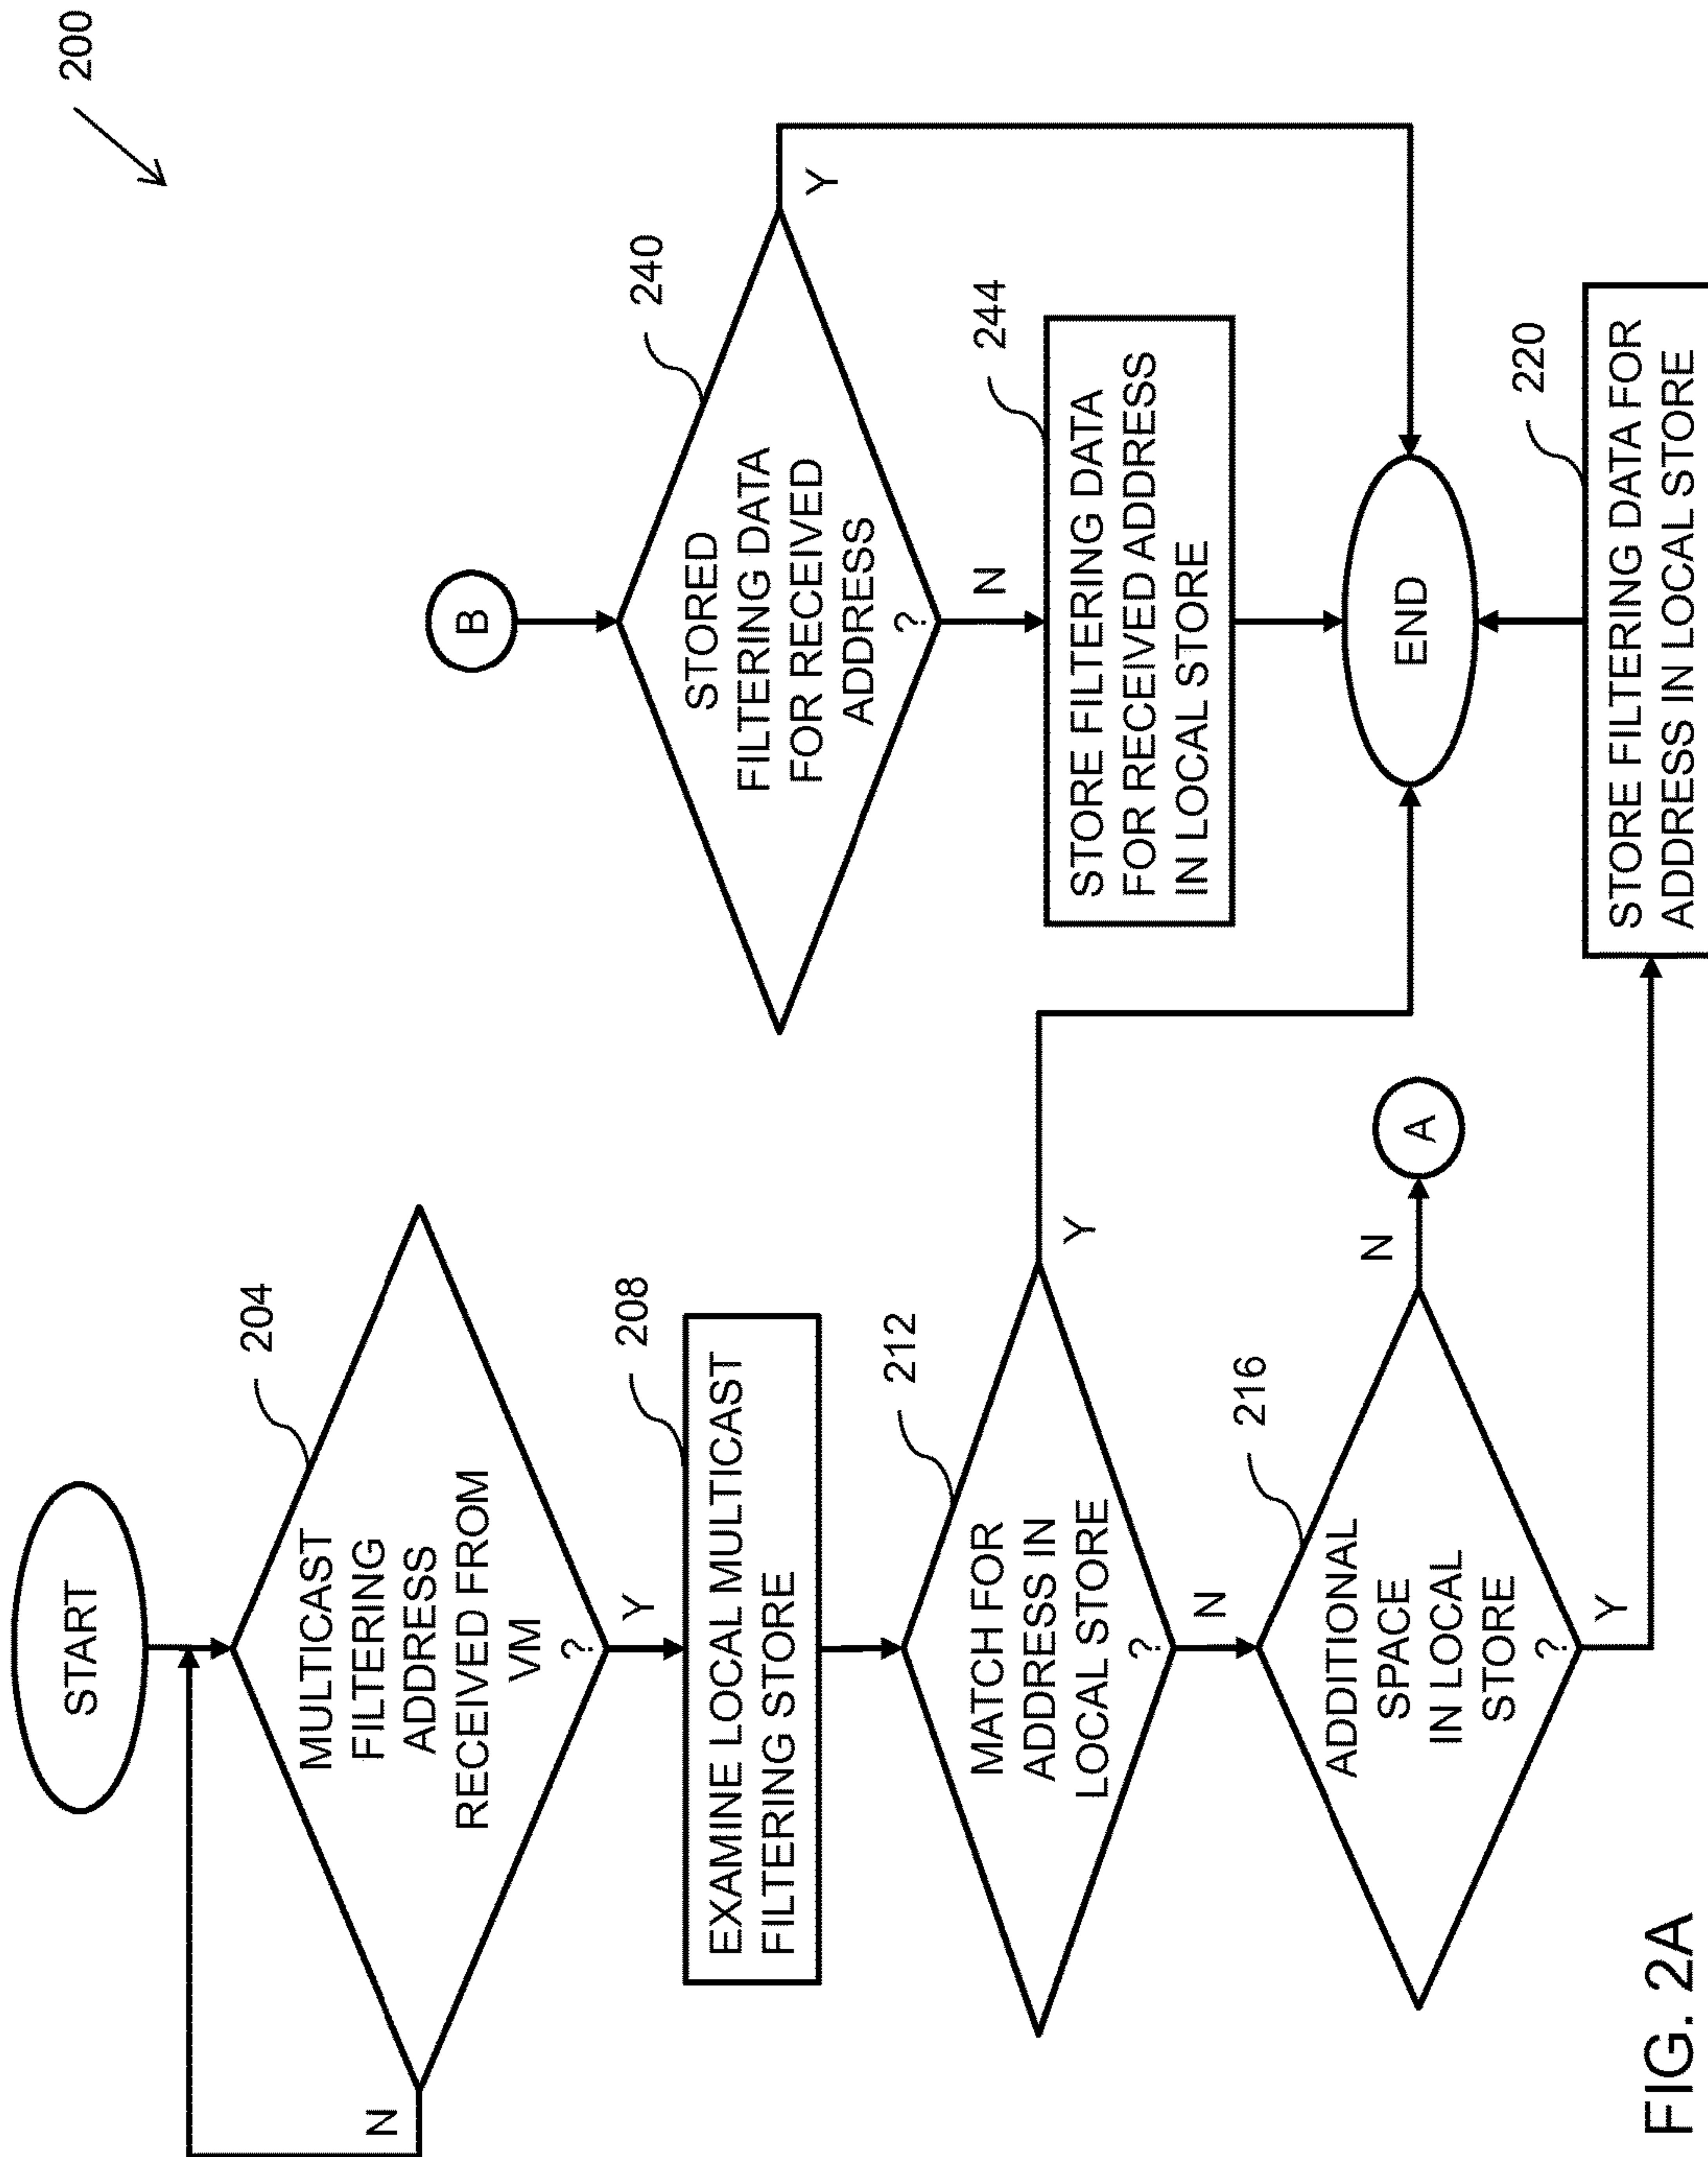 200
START
204
MULTICAST
FILTERING
ADDRESS
RECEIVED FROM
VM
?
N
Y
208
EXAMINE LOCAL MULTICAST
FILTERING STORE
212
MATCH FOR
ADDRESS IN
LOCAL STORE
?
Y
N
216
ADDITIONAL
SPACE
IN LOCAL
STORE
?
N
A
Y
B
240
STORED
FILTERING DATA
FOR RECEIVED
ADDRESS
?
Y
N
244
STORE FILTERING DATA
FOR RECEIVED ADDRESS
IN LOCAL STORE
END
220
STORE FILTERING DATA FOR
ADDRESS IN LOCAL STORE
FIG. 2A